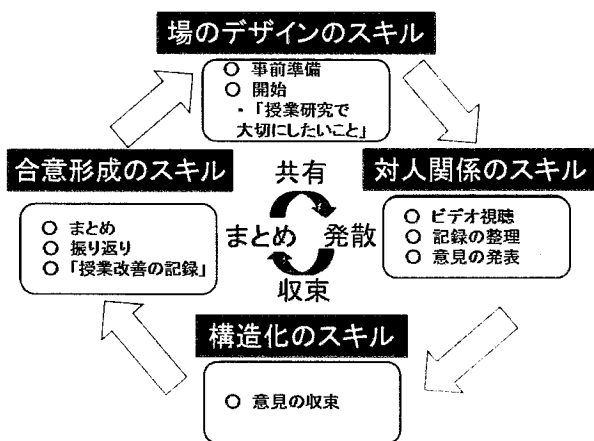 場のデザインのスキル
○ 事前準備
○ 開始
・「授業研究で
大切にしたいこと」
合意形成のスキル
○ まとめ
○ 振り返り
○「授業改善の記録」
共有
まとめ
発散
収束
対人関係のスキル
○ ビデオ視聴
○ 記録の整理
○ 意見の発表
構造化のスキル
○ 意見の収束